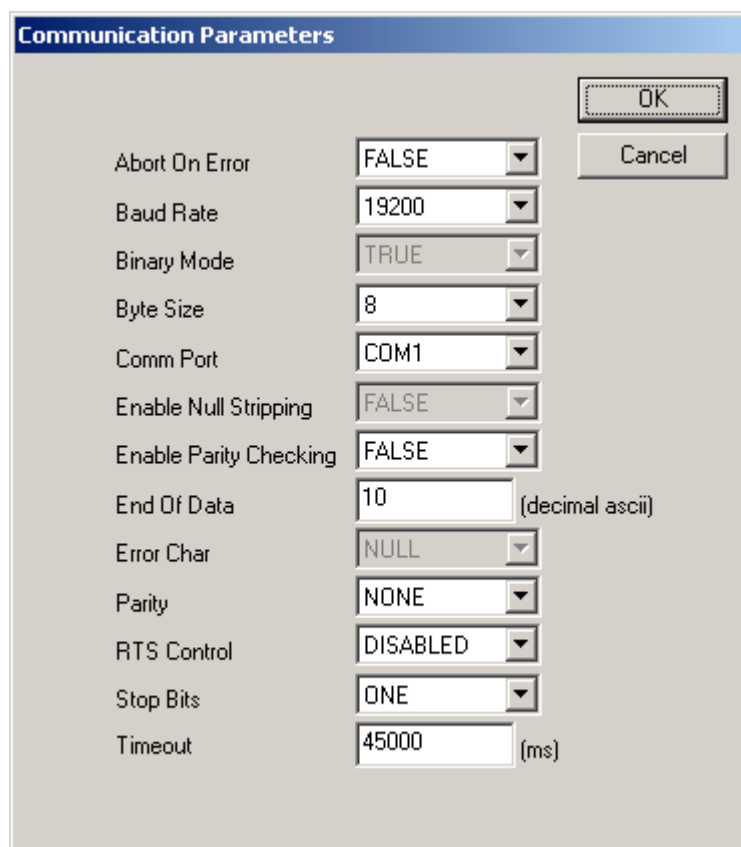 Communication Parameters
OK
Cancel
Abort On Error FALSE
Baud Rate 19200
Binary Mode TRUE
Byte Size 8
Comm Port COM1
Enable Null Stripping FALSE
Enable Parity Checking FALSE
End Of Data 10 (decimal ascii)
Error Char NULL
Parity NONE
RTS Control DISABLED
Stop Bits ONE
Timeout 45000 (ms)